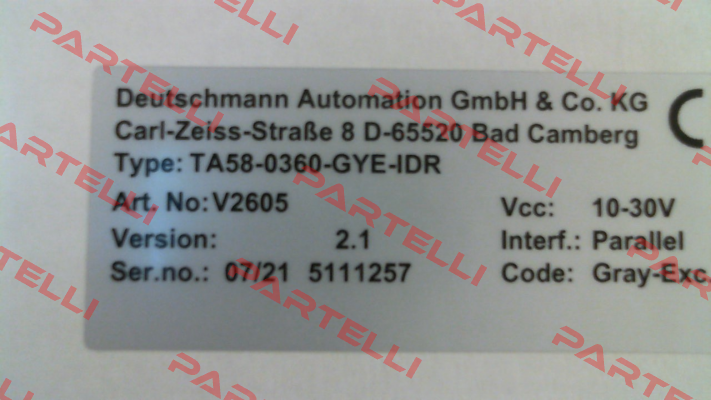 Deutschmann Automation GmbH & Co. KG
Carl-Zeiss-Straße 8 D-65520 Bad Camberg
Type: TA58-0360-GYE-IDR
Art. No: V2605 Vcc: 10-30V
Version: 2.1 Interf.: Parallel
Ser.no.: 07/21 5111257 Code: Gray-Exc.
PARTELLI
PARTELLI
PARTELLI
PARTELLI
PARTELLI
PARTELLI
PARTELLI